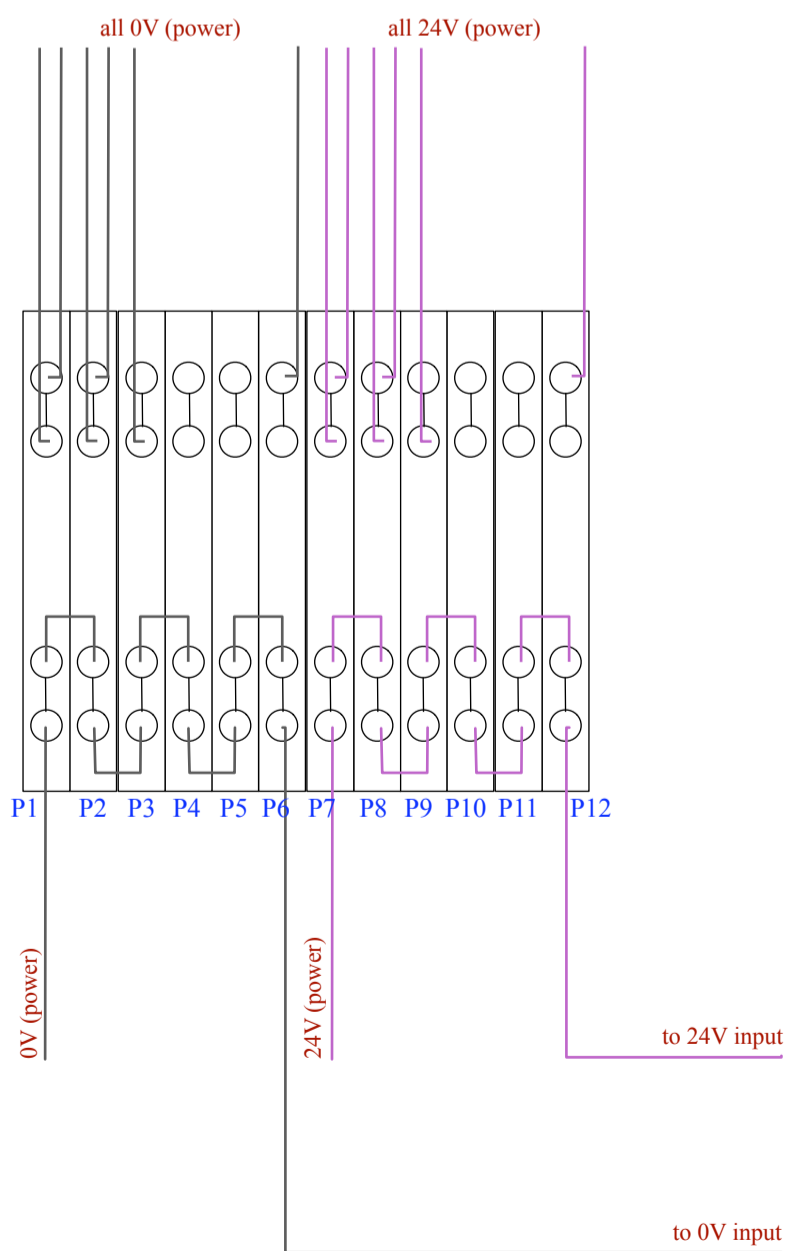 all 0V (power)
all 24V (power)
P1
P2
P3
P4
P5
P6
P7
P8
P9
P10
P11
P12
0V (power)
24V (power)
to 24V input
to 0V input